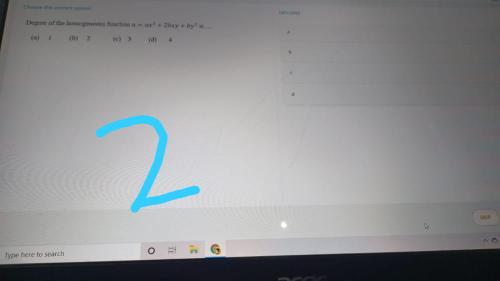 Choose the correct option
OPTIONS
Degree of the homogeneous function u = ax² + 2hxy + by² is ...
(a) 1 (b) 2 (c) 3 (d) 4
a
b
c
d
2
Type here to search